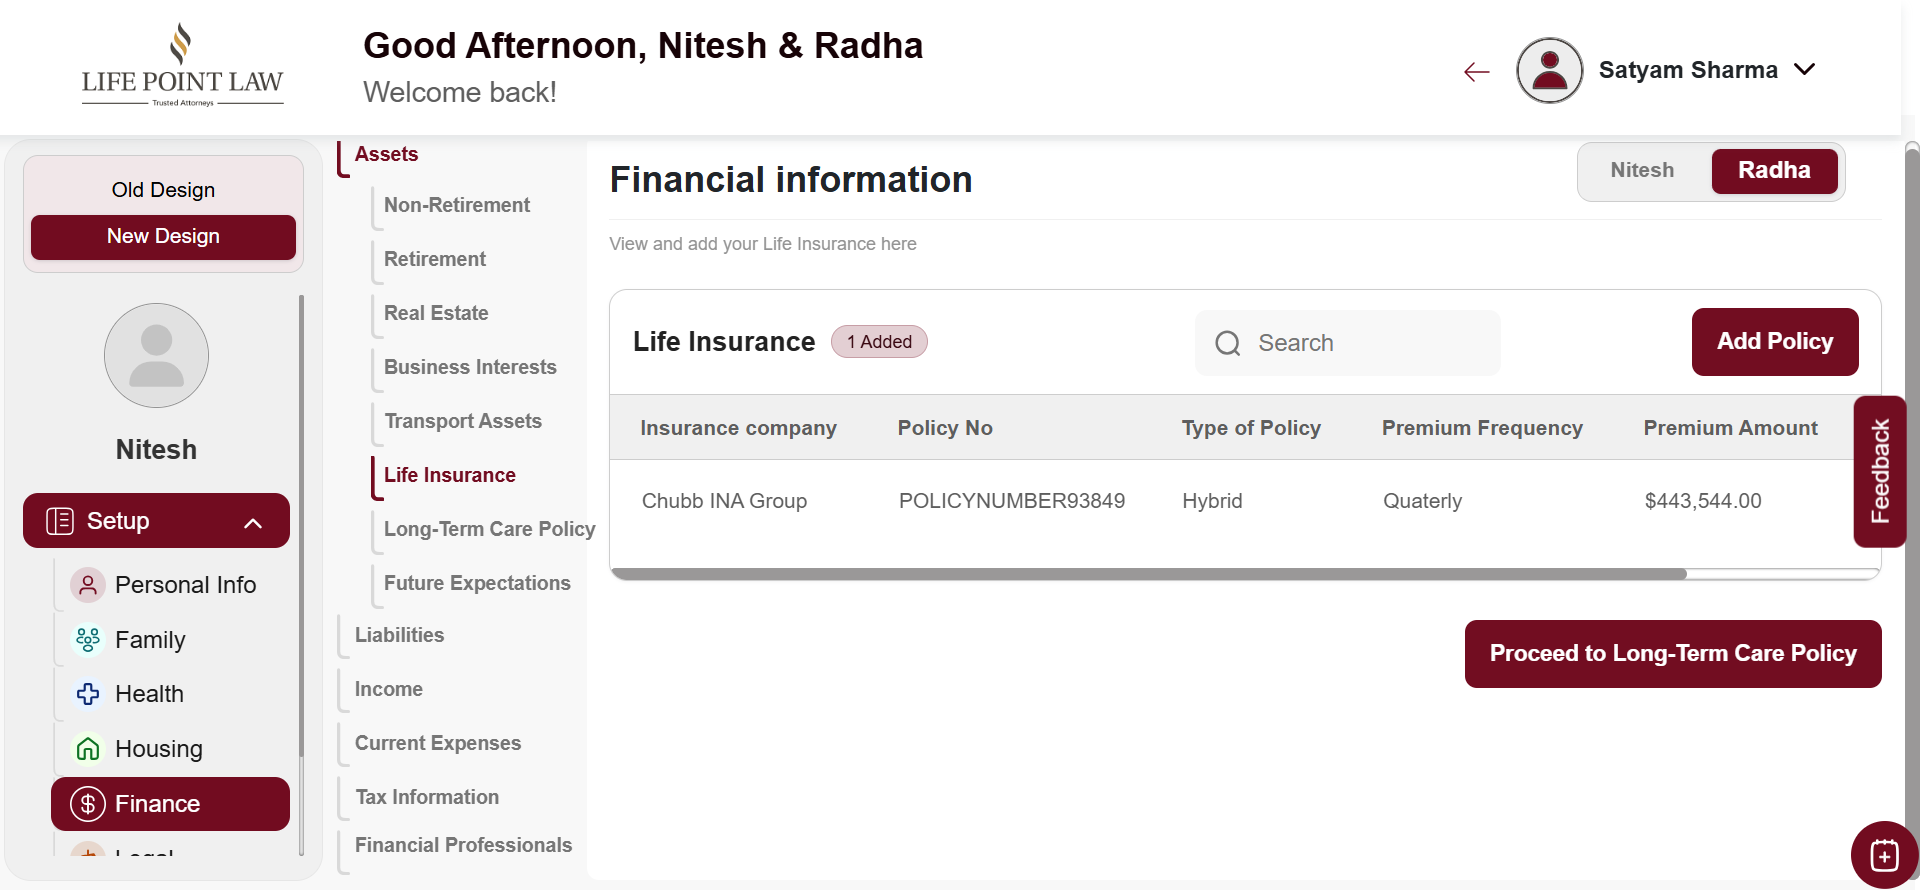 LIFE POINT LAW
Trusted Attorneys
Good Afternoon, Nitesh & Radha
Welcome back!
Satyam Sharma
Old Design
New Design
Nitesh
Setup
Personal Info
Family
Health
Housing
Finance
Assets
Non-Retirement
Retirement
Real Estate
Business Interests
Transport Assets
Life Insurance
Long-Term Care Policy
Future Expectations
Liabilities
Income
Current Expenses
Tax Information
Financial Professionals
Financial information
Nitesh Radha
View and add your Life Insurance here
Life Insurance 1 Added Search Add Policy
Insurance company Policy No Type of Policy Premium Frequency Premium Amount
Chubb INA Group POLICYNUMBER93849 Hybrid Quaterly $443,544.00
Proceed to Long-Term Care Policy
Feedback